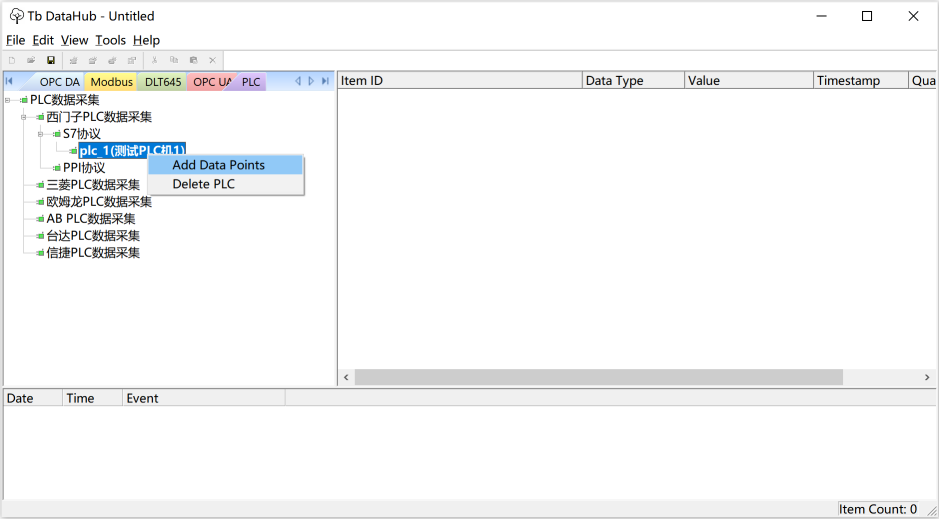 Tb DataHub - Untitled
File Edit View Tools Help
OPC DA Modbus DLT645 OPC UA PLC
Item ID Data Type Value Timestamp Qua
PLC数据采集
西门子PLC数据采集
S7协议
plc_1(测试PLC机1)
Add Data Points
PPI协议
Delete PLC
三菱PLC数据采集
欧姆龙PLC数据采集
AB PLC数据采集
台达PLC数据采集
信捷PLC数据采集
Date Time Event
Item Count: 0